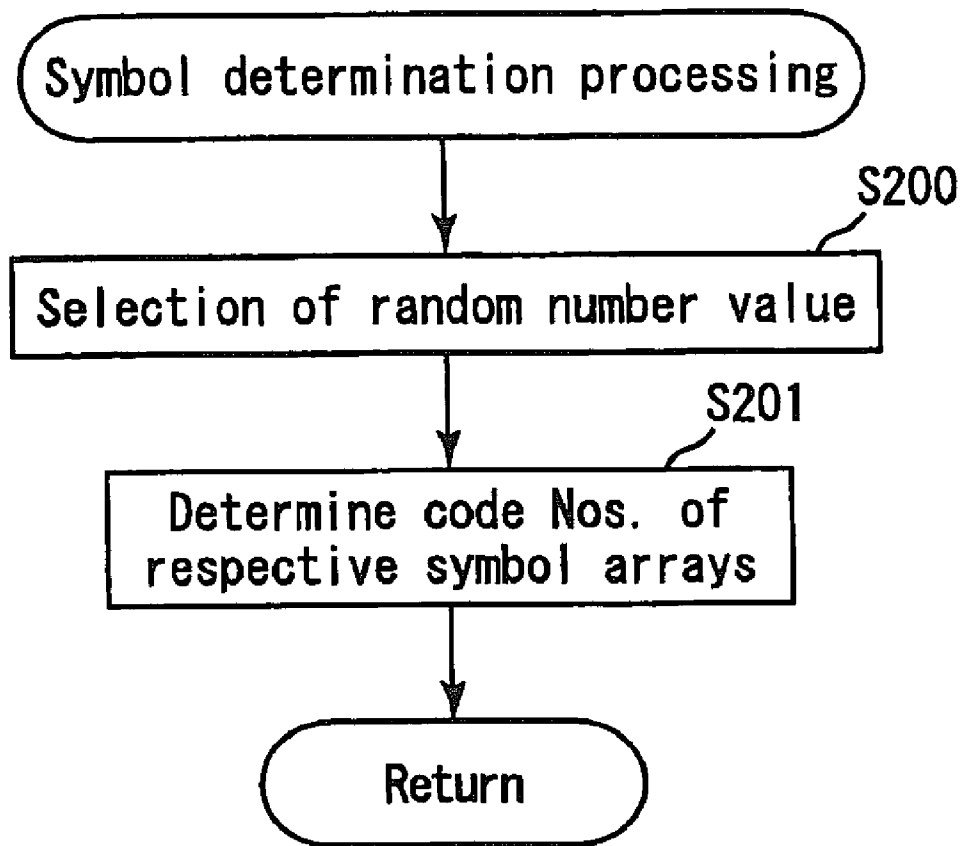 Symbol determination processing
S200
Selection of random number value
S201
Determine code Nos. of
respective symbol arrays
Return